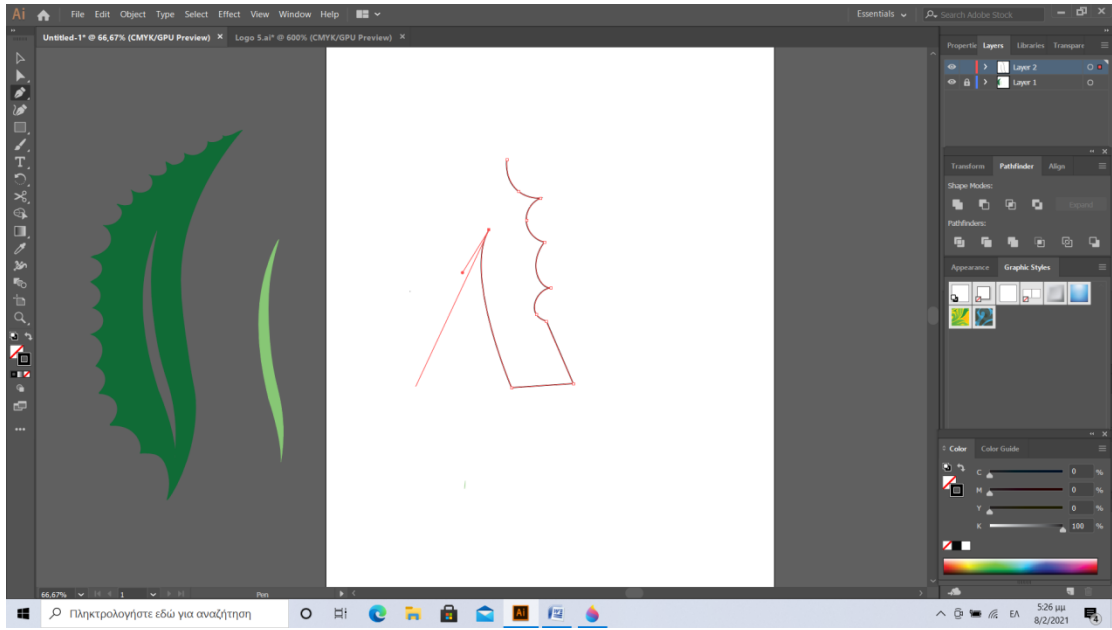 Ai File Edit Object Type Select Effect View Window Help Essentials Search Adobe Stock
Untitled-1* @ 66,67% (CMYK/GPU Preview) × Logo 5.ai* @ 600% (CMYK/GPU Preview) ×
Propertie Layers Libraries Transpare
Layer 2
Layer 1
Transform Pathfinder Align
Shape Modes:
Expand
Pathfinders:
Appearance Graphic Styles
Color Color Guide
C 0 %
M 0 %
Y 0 %
K 100 %
66,67% 1 Pen
Πληκτρολογήστε εδώ για αναζήτηση
ΕΛ
5:26 μμ
8/2/2021
4